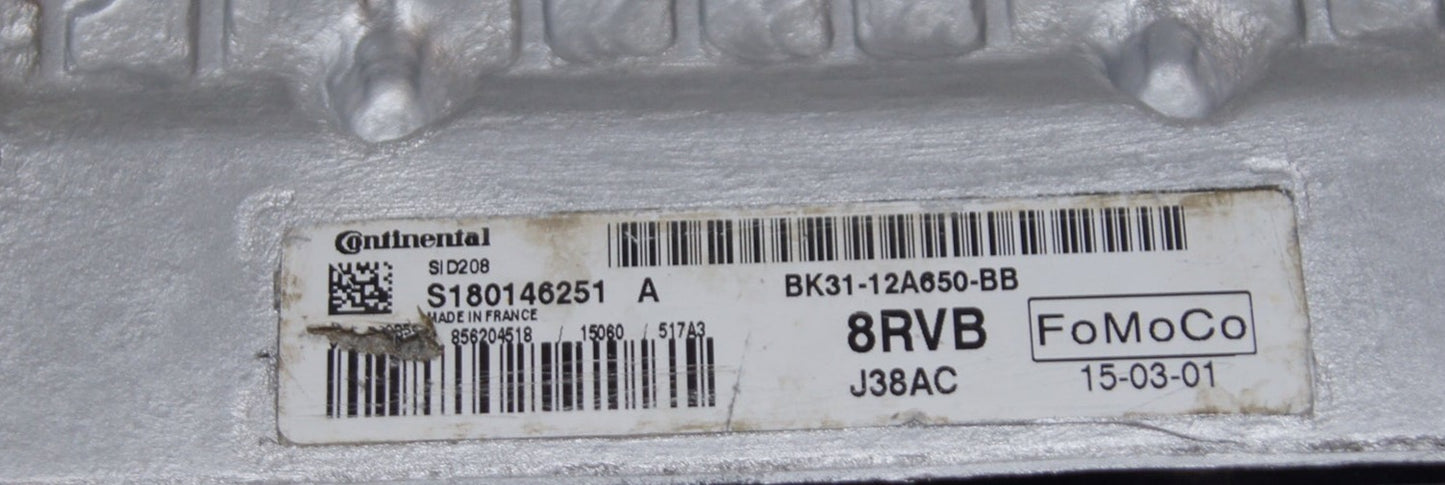 Continental
SID208
S180146251 A
MADE IN FRANCE
856204518 / 15060 / 517A3
BK31-12A650-BB
8RVB
J38AC
FoMoCo
15-03-01